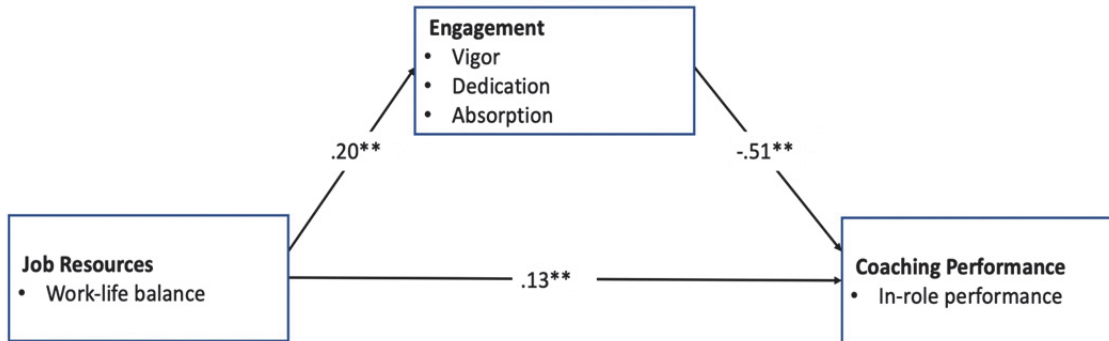 Engagement
• Vigor
• Dedication
• Absorption
.20**
-.51**
Job Resources
• Work-life balance
.13**
Coaching Performance
• In-role performance